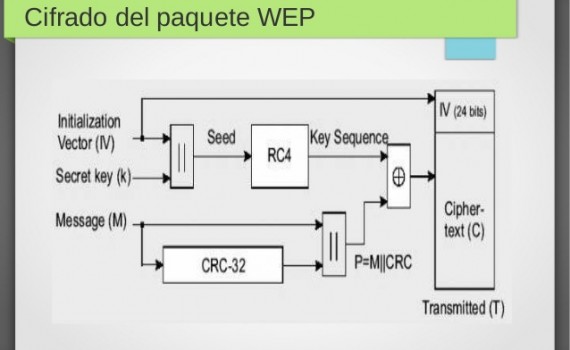 Cifrado del paquete WEP
Initialization
Vector (IV)
Secret key (k)
||
Seed
RC4
Key Sequence
IV (24 bits)
Message (M)
CRC-32
||
P=M||CRC
Cipher-
text (C)
Transmitted (T)